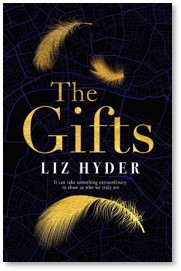 The
Gifts
LIZ HYDER
It can take something extraordinary
to show us who we truly are